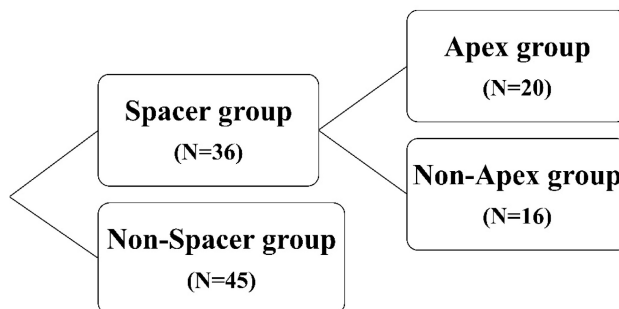 Spacer group
(N=36)
Non-Spacer group
(N=45)
Apex group
(N=20)
Non-Apex group
(N=16)